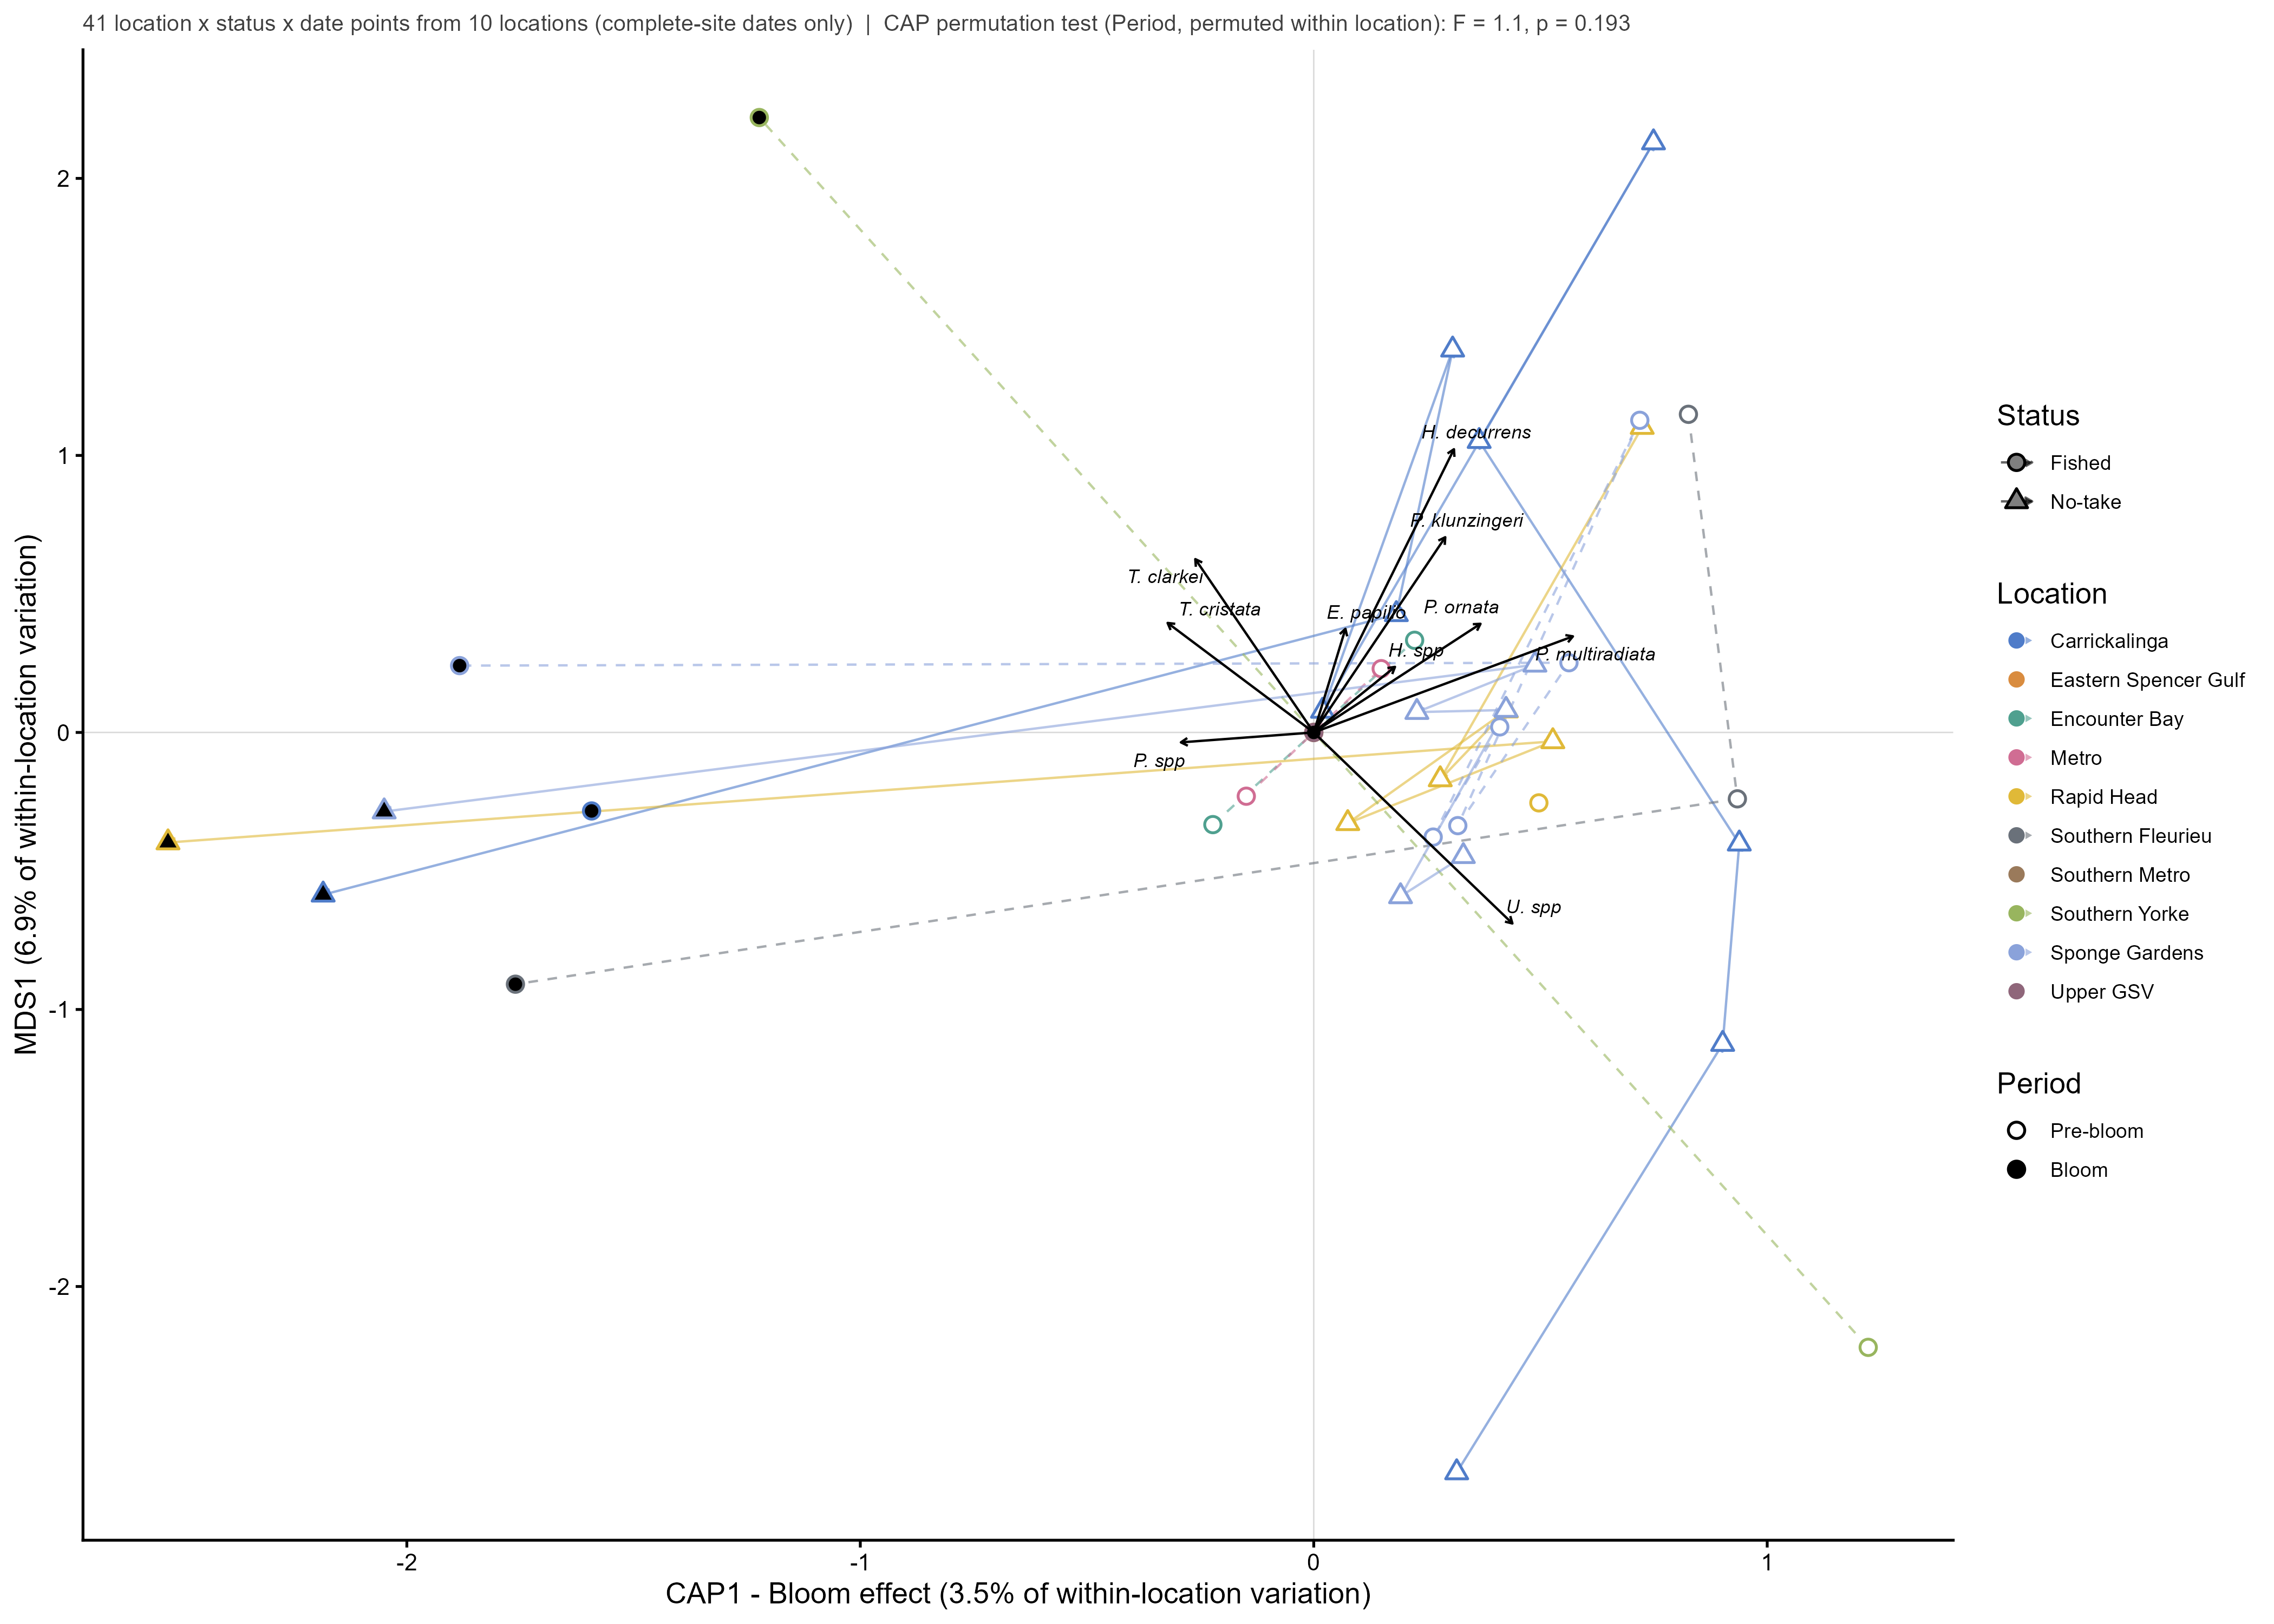 41 location x status x date points from 10 locations (complete-site dates only) | CAP permutation test (Period, permuted within location): F = 1.1, p = 0.193
MDS1 (6.9% of within-location variation)
2
1
0
-1
-2
H. decurrens
P. klunzingeri
T. clarkei
T. cristata
E. papilio
P. ornata
H. spp
P. multiradiata
P. spp
U. spp
-2
-1
0
1
CAP1 - Bloom effect (3.5% of within-location variation)
Status
Fished
No-take
Location
Carrickalinga
Eastern Spencer Gulf
Encounter Bay
Metro
Rapid Head
Southern Fleurieu
Southern Metro
Southern Yorke
Sponge Gardens
Upper GSV
Period
Pre-bloom
Bloom